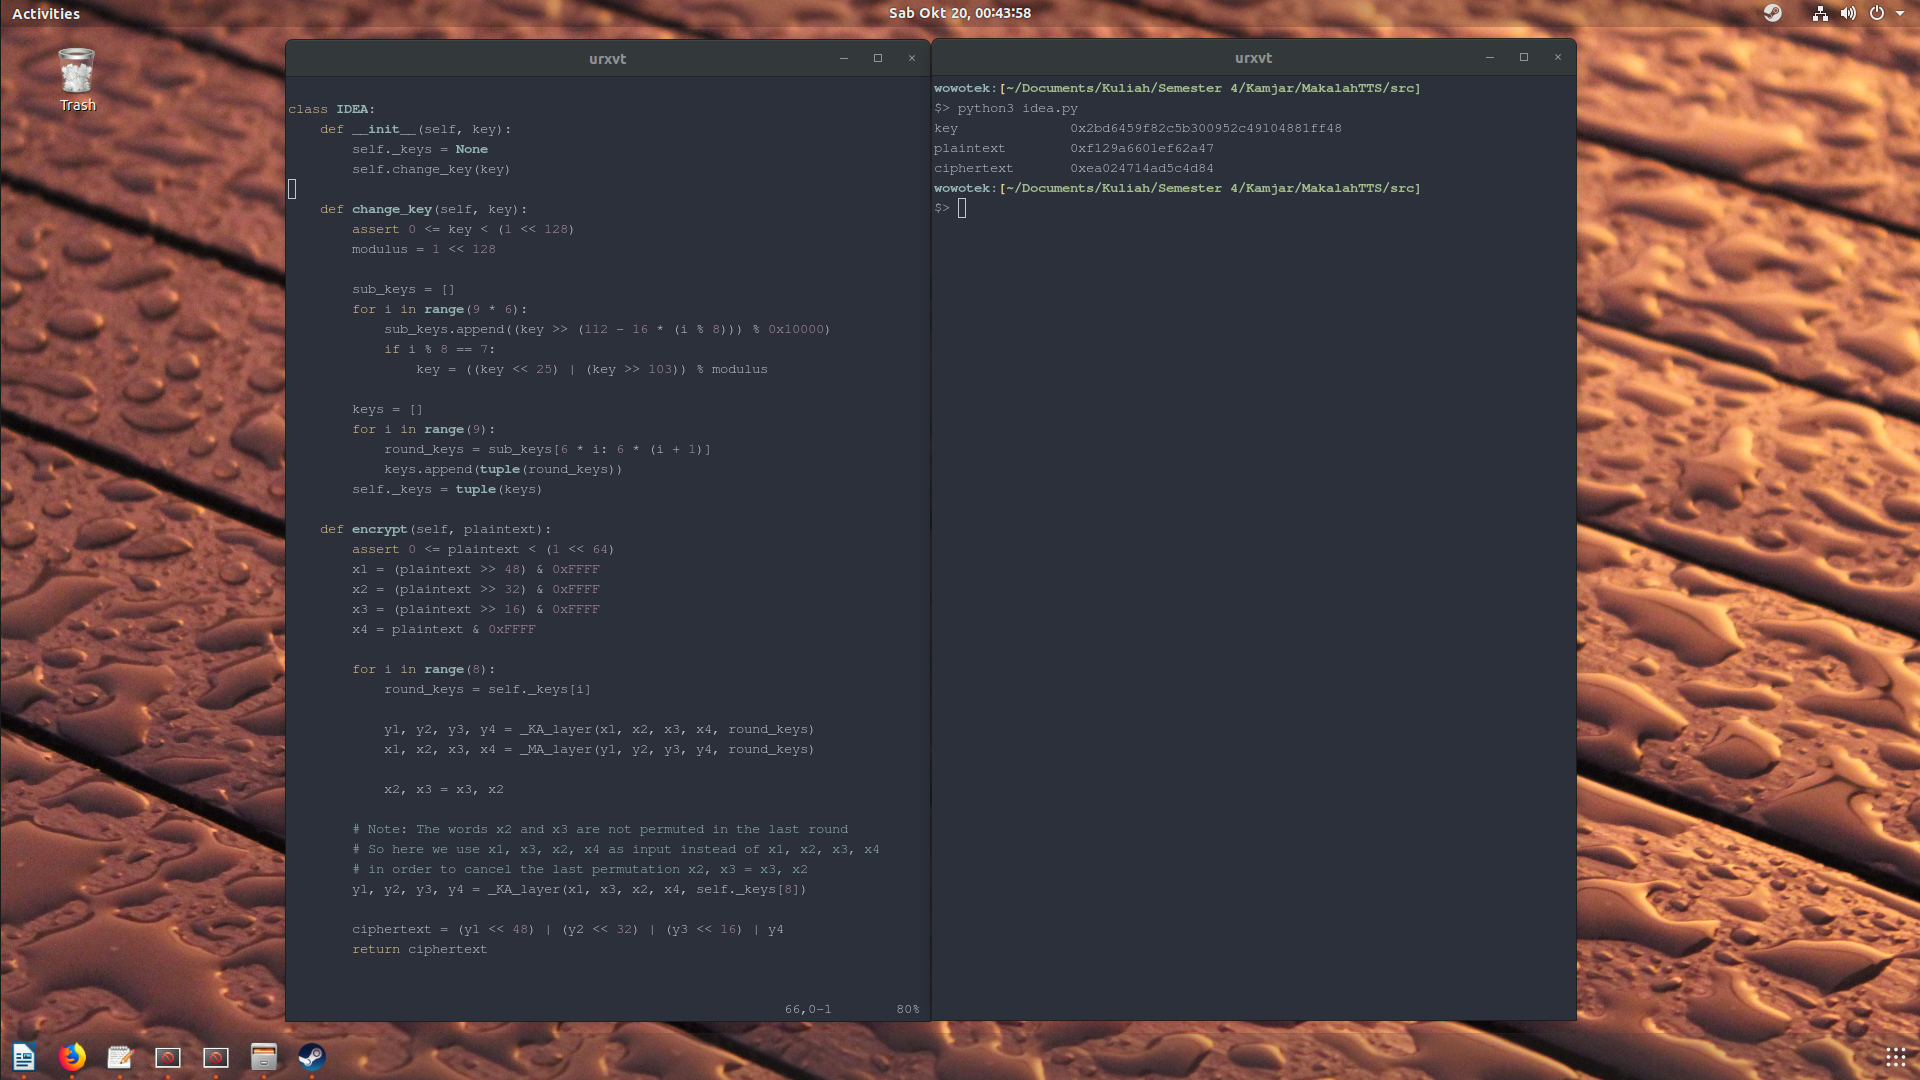 Activities
Sab Okt 20, 00:43:58
Trash
urxvt
class IDEA:
    def __init__(self, key):
        self._keys = None
        self.change_key(key)
    def change_key(self, key):
        assert 0 <= key < (1 << 128)
        modulus = 1 << 128
        sub_keys = []
        for i in range(9 * 6):
            sub_keys.append((key >> (112 - 16 * (i % 8))) % 0x10000)
            if i % 8 == 7:
                key = ((key << 25) | (key >> 103)) % modulus
        keys = []
        for i in range(9):
            round_keys = sub_keys[6 * i: 6 * (i + 1)]
            keys.append(tuple(round_keys))
        self._keys = tuple(keys)
    def encrypt(self, plaintext):
        assert 0 <= plaintext < (1 << 64)
        x1 = (plaintext >> 48) & 0xFFFF
        x2 = (plaintext >> 32) & 0xFFFF
        x3 = (plaintext >> 16) & 0xFFFF
        x4 = plaintext & 0xFFFF
        for i in range(8):
            round_keys = self._keys[i]
            y1, y2, y3, y4 = _KA_layer(x1, x2, x3, x4, round_keys)
            x1, x2, x3, x4 = _MA_layer(y1, y2, y3, y4, round_keys)
            x2, x3 = x3, x2
        # Note: The words x2 and x3 are not permuted in the last round
        # So here we use x1, x3, x2, x4 as input instead of x1, x2, x3, x4
        # in order to cancel the last permutation x2, x3 = x3, x2
        y1, y2, y3, y4 = _KA_layer(x1, x3, x2, x4, self._keys[8])
        ciphertext = (y1 << 48) | (y2 << 32) | (y3 << 16) | y4
        return ciphertext
66,0-1 80%
urxvt
wowotek:[~/Documents/Kuliah/Semester 4/Kamjar/MakalahTTS/src]
$> python3 idea.py
key 0x2bd6459f82c5b300952c49104881ff48
plaintext 0xf129a6601ef62a47
ciphertext 0xea024714ad5c4d84
wowotek:[~/Documents/Kuliah/Semester 4/Kamjar/MakalahTTS/src]
$>